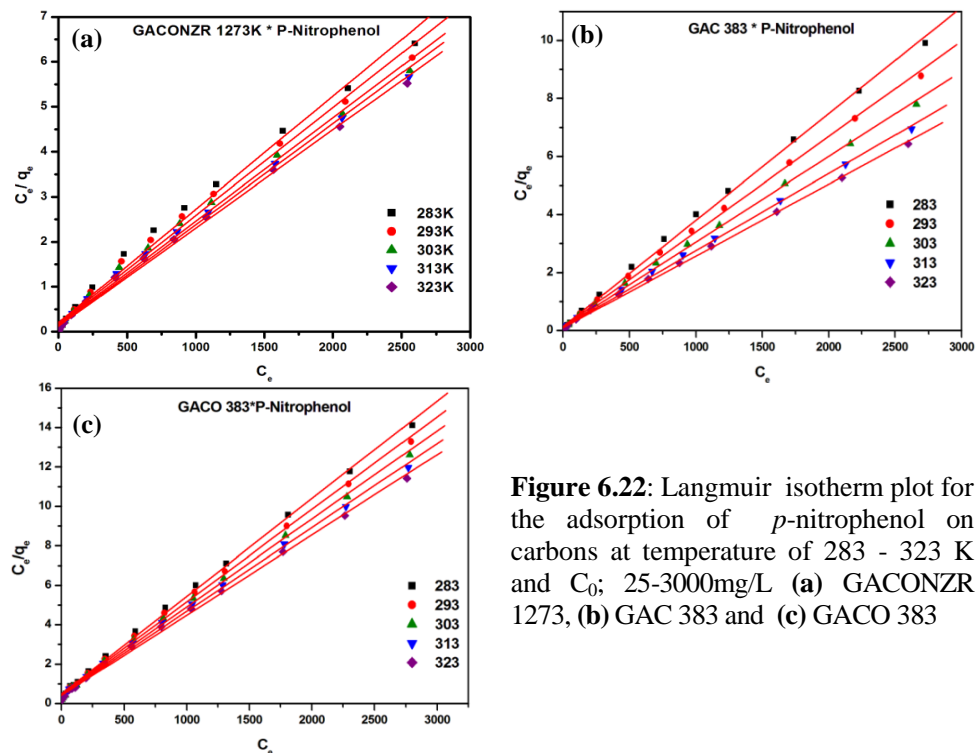 (a)
GACONZR 1273K * P-Nitrophenol
7
6
5
4
3
2
1
0
C_e/ q_e
283K
293K
303K
313K
323K
0 500 1000 1500 2000 2500 3000
C_e
(b)
GAC 383 * P-Nitrophenol
10
8
6
4
2
0
C_e/q_e
283
293
303
313
323
0 500 1000 1500 2000 2500 3000
C_e
(c)
GACO 383*P-Nitrophenol
16
14
12
10
8
6
4
2
0
C_e/q_e
283
293
303
313
323
0 500 1000 1500 2000 2500 3000
C_e
Figure 6.22: Langmuir isotherm plot for
the adsorption of p-nitrophenol on
carbons at temperature of 283 - 323 K
and C₀; 25-3000mg/L (a) GACONZR
1273, (b) GAC 383 and (c) GACO 383